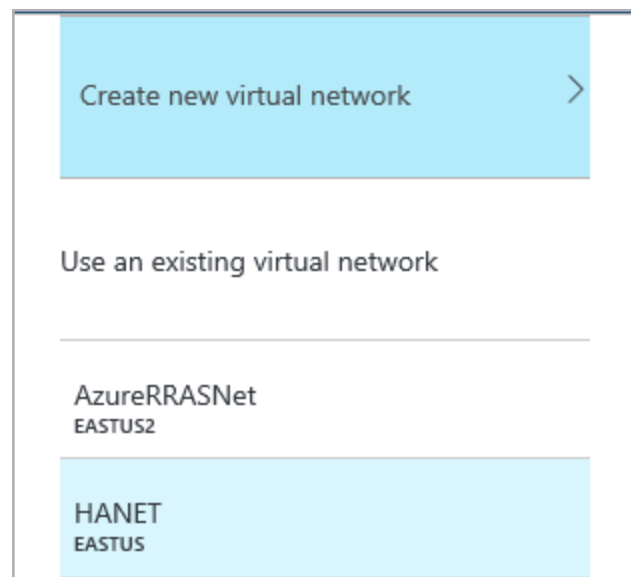 Create new virtual network
Use an existing virtual network
AzureRRASNet
EASTUS2
HANET
EASTUS